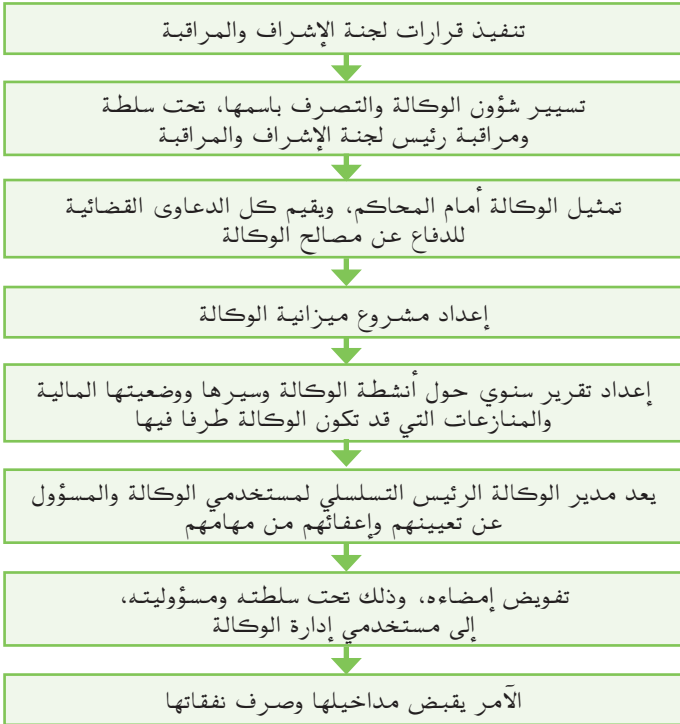 تنفيذ قرارات لجنة الإشراف والمراقبة
تسيير شؤون الوكالة والتصرف باسمها، تحت سلطة
ومراقبة رئيس لجنة الإشراف والمراقبة
تمثيل الوكالة أمام المحاكم، ويقيم كل الدعاوى القضائية
للدفاع عن مصالح الوكالة
إعداد مشروع ميزانية الوكالة
إعداد تقرير سنوي حول أنشطة الوكالة وسيرها ووضعيتها المالية
والمنازعات التي قد تكون الوكالة طرفا فيها
يعد مدير الوكالة الرئيس التسلسلي لمستخدمي الوكالة والمسؤول
عن تعيينهم وإعفائهم من مهامهم
تفويض إمضاءه، وذلك تحت سلطته ومسؤوليته،
إلى مستخدمي إدارة الوكالة
الآمر يقبض مداخيلها وصرف نفقاتها